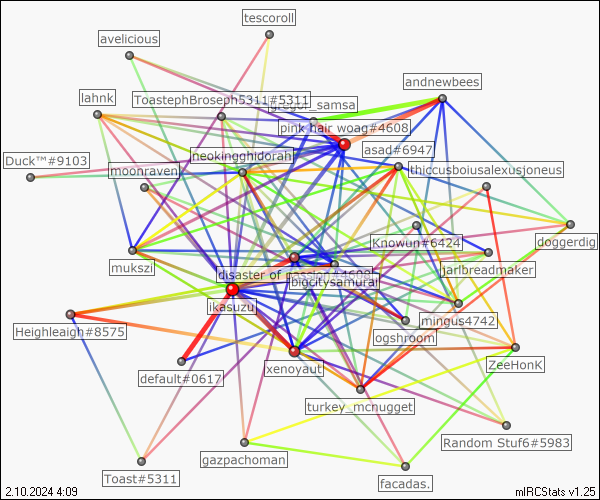 tescoroll
avelicious
andnewbees
lahnk
ToastephBroseph5311#5311
gregor_samsa
pink hair woag#4608
asad#6947
neokingghidorah
Duck™#9103
moonraven
thiccusboiusalexusjoneus
doggerdig
Knowun#6424
mukszi
disaster of passion#4608
jarlbreadmaker
bigcitysamurai
ikasuzu
mingus4742
Heighleaigh#8575
ogshroom
ZeeHonK
default#0617
xenoyaut
turkey_mcnugget
Random Stuf6#5983
gazpachoman
Toast#5311
facadas.
2.10.2024 4:09
mIRCStats v1.25